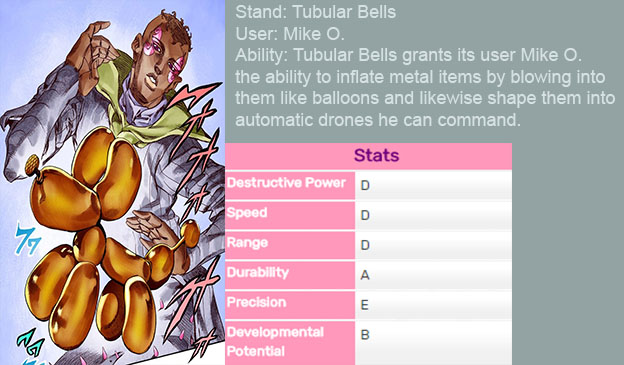 Stand: Tubular Bells
User: Mike O.
Ability: Tubular Bells grants its user Mike O.
the ability to inflate metal items by blowing into
them like balloons and likewise shape them into
automatic drones he can command.
Stats
Destructive Power D
Speed D
Range D
Durability A
Precision E
Developmental B
Potential